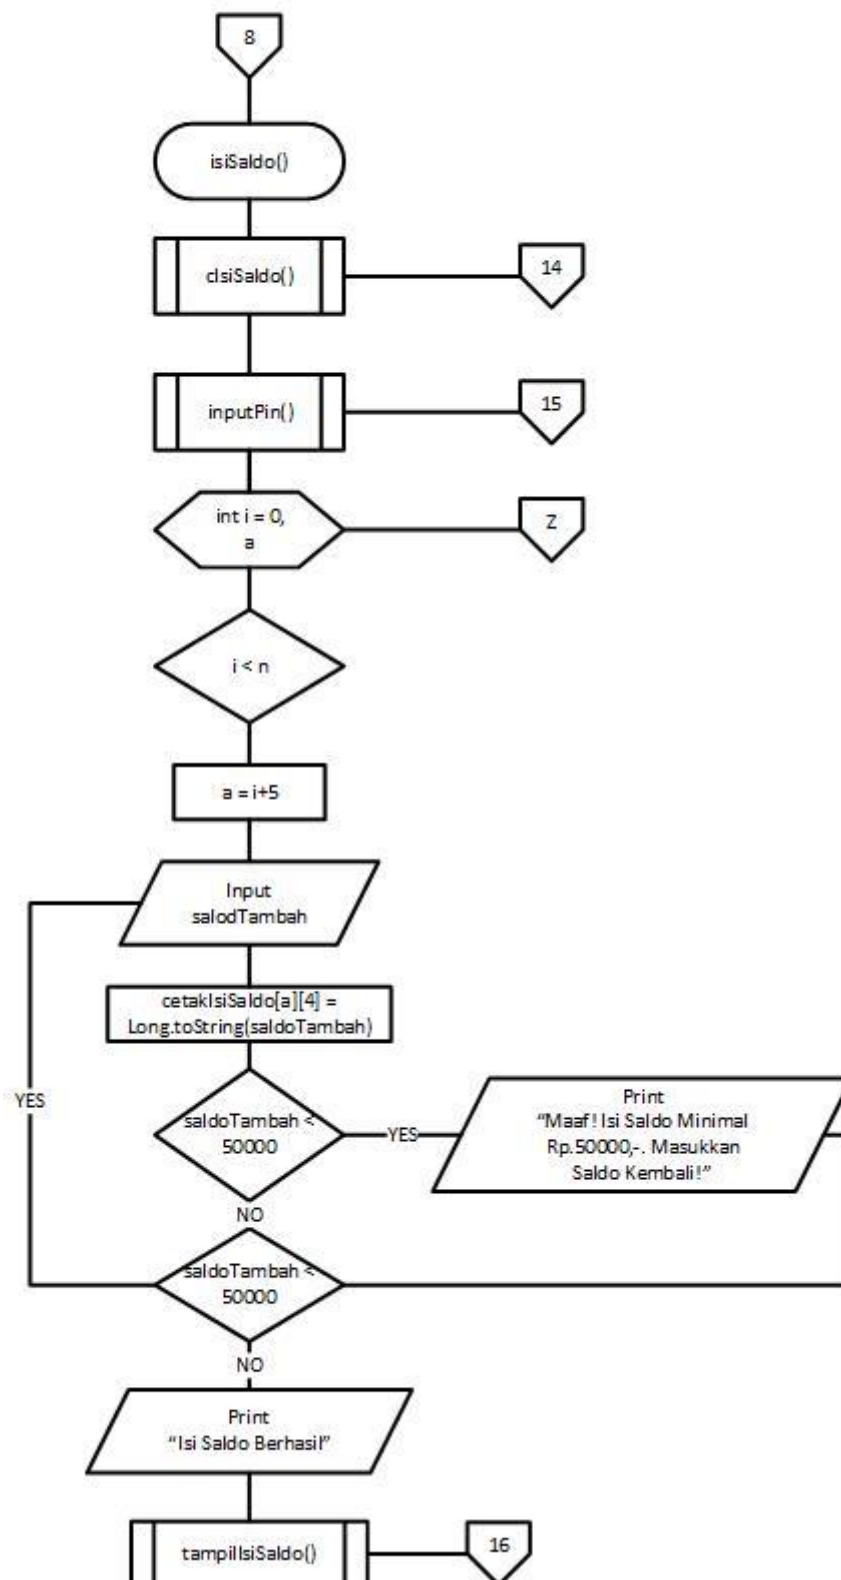 8
isiSaldo()
cIsiSaldo()
14
inputPin()
15
int i = 0,
a
Z
i < n
a = i+5
Input
salodTambah
cetakIsiSaldo[a][4] =
Long.toString(saldoTambah)
YES
saldoTambah <
50000
YES
Print
“Maaf! Isi Saldo Minimal
Rp.50000,-. Masukkan
Saldo Kembali!”
NO
saldoTambah <
50000
NO
Print
“Isi Saldo Berhasil”
tampilIsiSaldo()
16